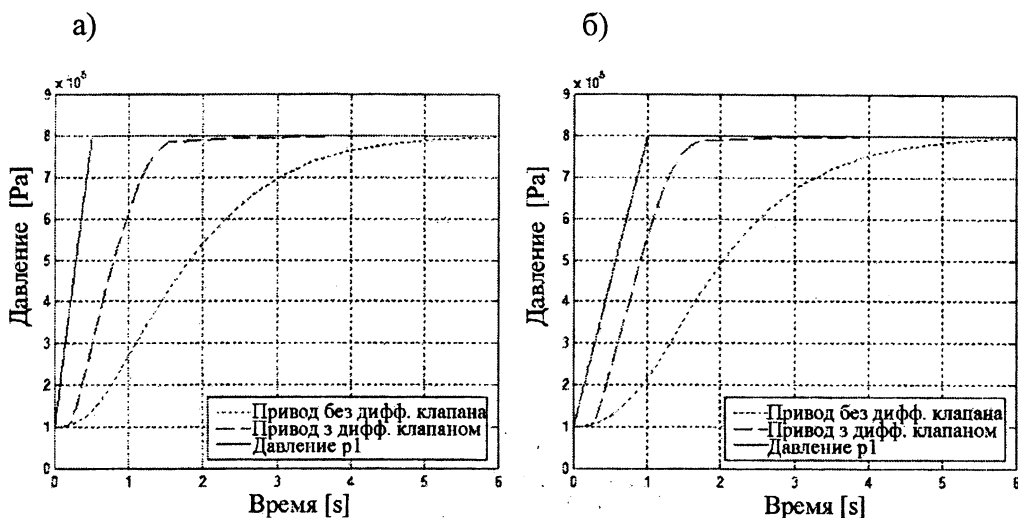 а)
б)
× 10⁵
9
8
7
6
5
4
3
2
1
0
Давление [Pa]
0 1 2 3 4 5 6
Время [s]
Привод без дифф. клапана
Привод з дифф. клапаном
Давление p1
× 10⁵
9
8
7
6
5
4
3
2
1
0
Давление [Pa]
0 1 2 3 4 5 6
Время [s]
Привод без дифф. клапана
Привод з дифф. клапаном
Давление p1